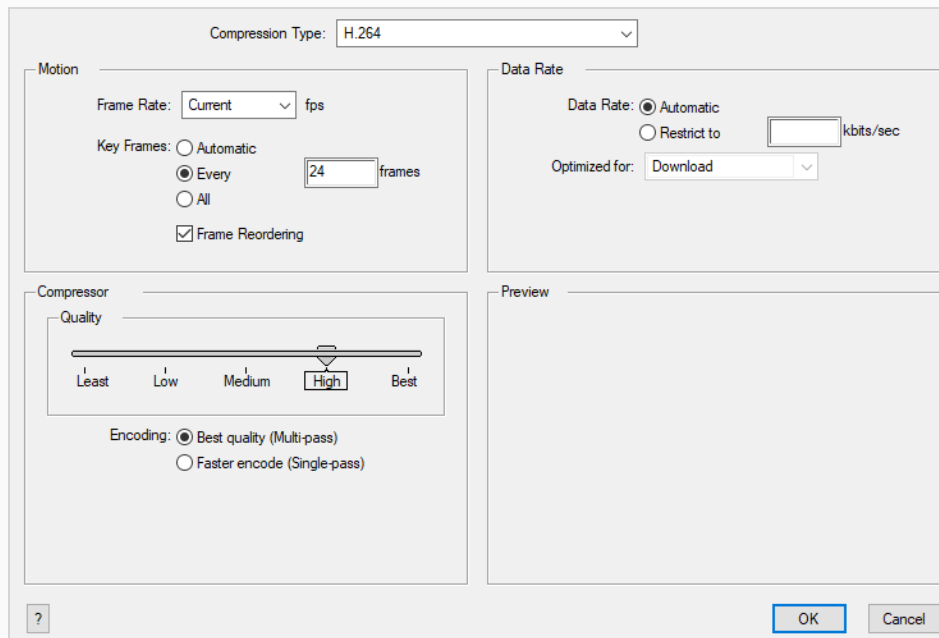 Compression Type: H.264
Motion
Frame Rate: Current fps
Key Frames: Automatic
Every 24 frames
All
Frame Reordering
Data Rate
Data Rate: Automatic
Restrict to kbits/sec
Optimized for: Download
Compressor
Quality
Least Low Medium High Best
Encoding: Best quality (Multi-pass)
Faster encode (Single-pass)
Preview
? OK Cancel